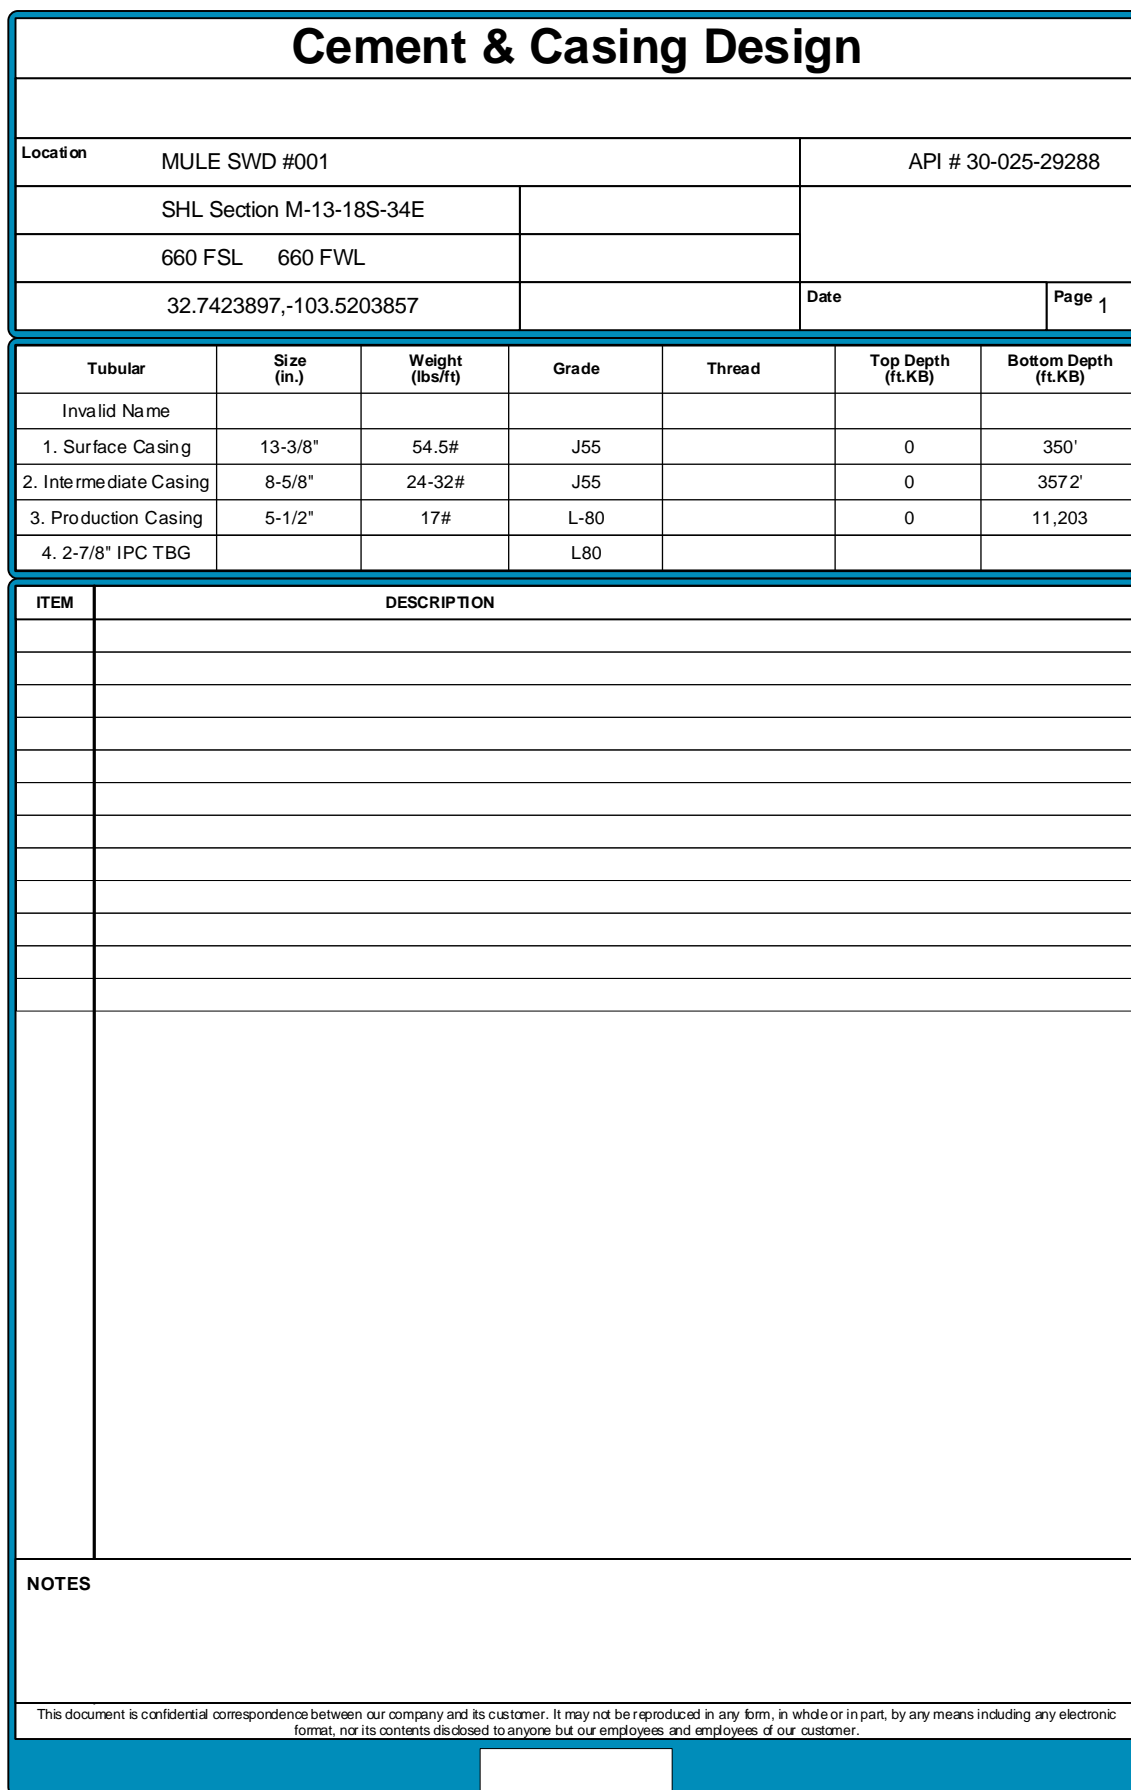 Cement & Casing Design
Location MULE SWD #001 API # 30-025-29288
SHL Section M-13-18S-34E
660 FSL 660 FWL
32.7423897,-103.5203857 Date Page 1
Tubular Size (in.) Weight (lbs/ft) Grade Thread Top Depth (ft.KB) Bottom Depth (ft.KB)
Invalid Name
1. Surface Casing 13-3/8" 54.5# J55 0 350'
2. Intermediate Casing 8-5/8" 24-32# J55 0 3572'
3. Production Casing 5-1/2" 17# L-80 0 11,203
4. 2-7/8" IPC TBG L80
ITEM DESCRIPTION
NOTES
This document is confidential correspondence between our company and its customer. It may not be reproduced in any form, in whole or in part, by any means including any electronic
format, nor its contents disclosed to anyone but our employees and employees of our customer.